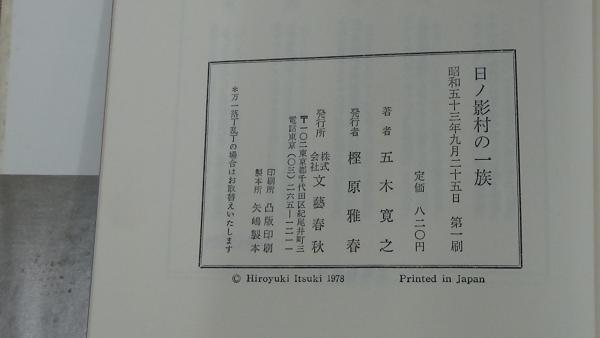 日ノ影村の一族
昭和五十三年九月二十五日 第一刷
定価 八二〇円
著者 五木寛之
発行者 樫原雅春
発行所 株式会社 文藝春秋
〒一〇二東京都千代田区紀尾井町三
電話東京(〇三)二六五―一二一一
印刷所 凸版印刷
製本所 矢嶋製本
*万一落丁乱丁の場合はお取替えいたします
© Hiroyuki Itsuki 1978 Printed in Japan